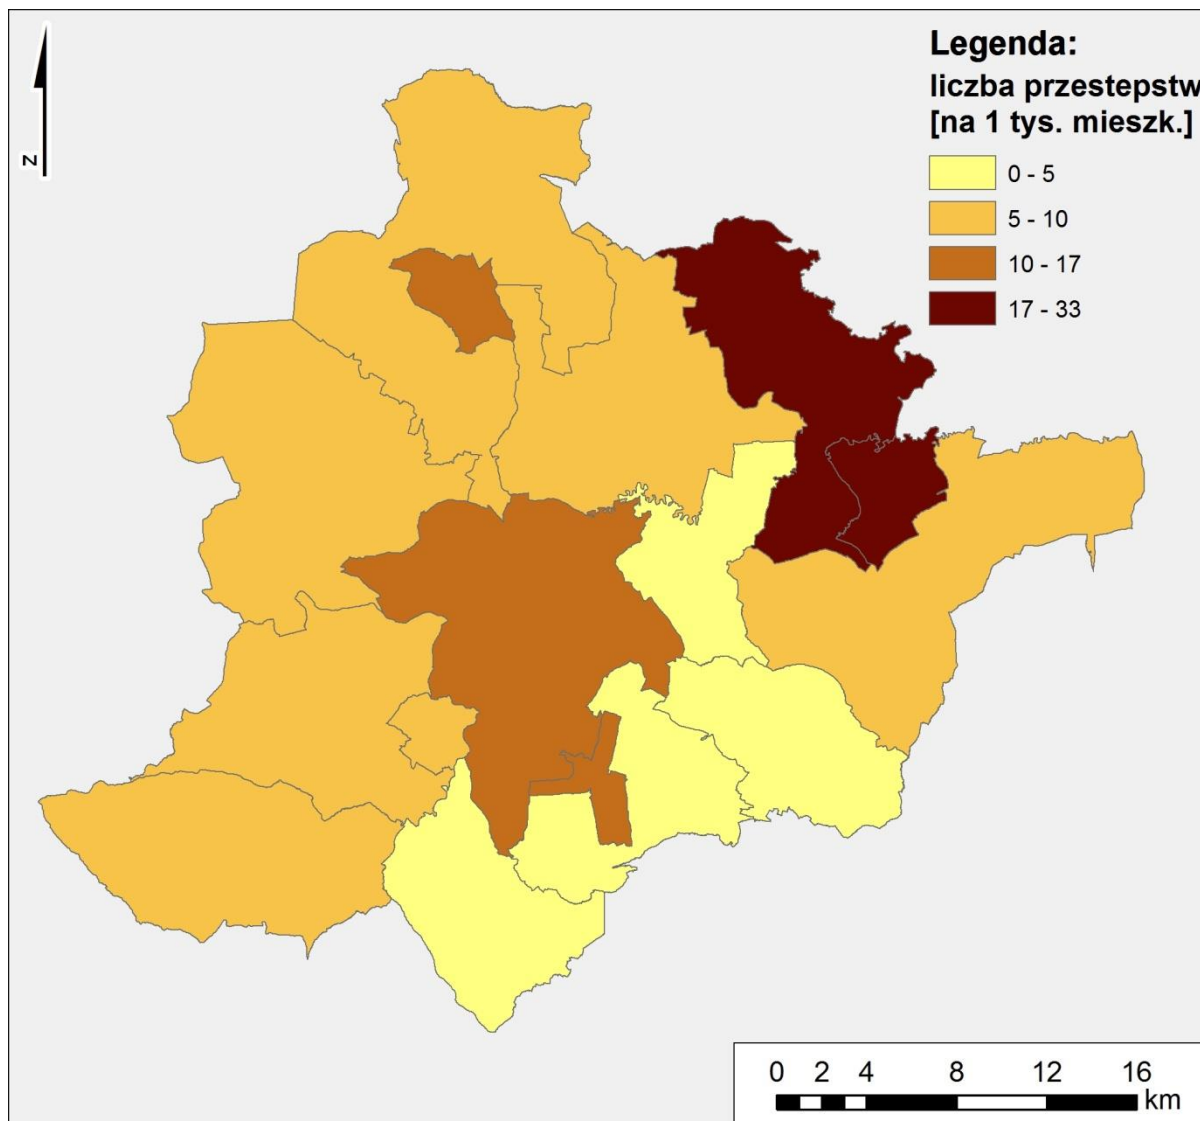 Legenda:
liczba przestepstw
[na 1 tys. mieszk.]
0 - 5
5 - 10
10 - 17
17 - 33
N
0 2 4 8 12 16
km